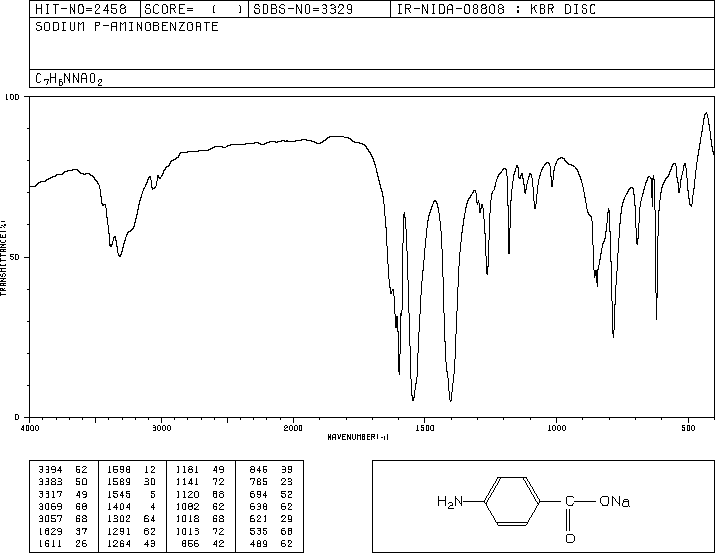 HIT-NO=2458 SCORE= ( ) SDBS-NO=3329 IR-NIDA-08808 : KBR DISC
SODIUM P-AMINOBENZOATE
C7H6NNAO2
100
50
0
TRANSMITTANCE(%)
4000 3000 2000 1500 1000 500
WAVENUMBER(-1)
3394 52 1598 12 1181 49 846 39
3383 50 1589 30 1141 72 785 23
3317 49 1545 5 1120 68 694 52
3069 68 1404 4 1082 62 638 62
3057 68 1302 64 1018 68 621 29
1629 37 1291 62 1013 72 535 68
1611 26 1264 43 856 42 489 62
H2N C ONa
O